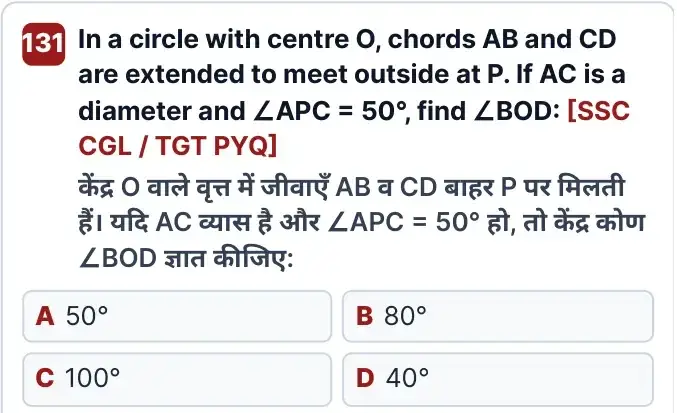 131 In a circle with centre O, chords AB and CD
are extended to meet outside at P. If AC is a
diameter and ∠APC = 50°, find ∠BOD: [SSC
CGL / TGT PYQ]
केंद्र O वाले वृत्त में जीवाएँ AB व CD बाहर P पर मिलती
हैं। यदि AC व्यास है और ∠APC = 50° हो, तो केंद्र कोण
∠BOD ज्ञात कीजिए:
A 50°
B 80°
C 100°
D 40°